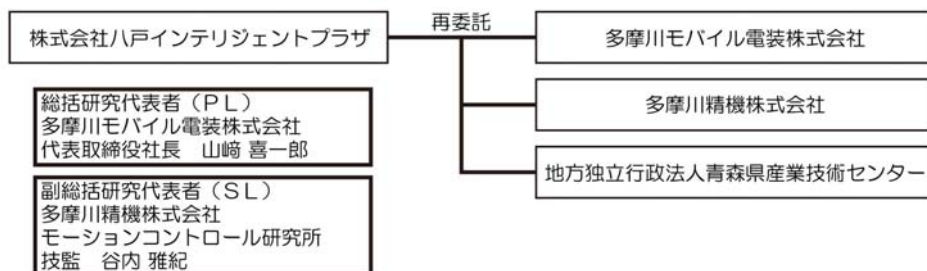 株式会社八戸インテリジェントプラザ
再委託
多摩川モバイル電装株式会社
多摩川精機株式会社
地方独立行政法人青森県産業技術センター
総括研究代表者(PL)
多摩川モバイル電装株式会社
代表取締役社長　山﨑 喜一郎
副総括研究代表者(SL)
多摩川精機株式会社
モーションコントロール研究所
技監　谷内 雅紀